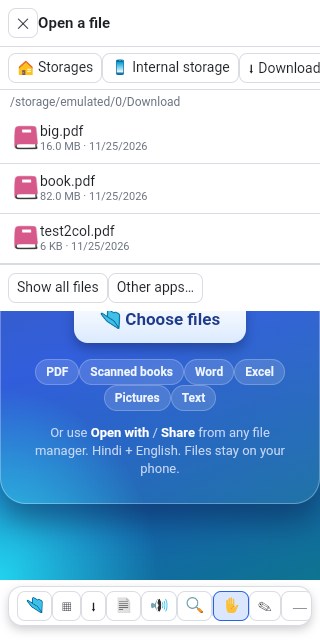 Open a file
Storages Internal storage Download
/storage/emulated/0/Download
big.pdf
16.0 MB · 11/25/2026
book.pdf
82.0 MB · 11/25/2026
test2col.pdf
6 KB · 11/25/2026
Show all files Other apps…
Choose files
PDF Scanned books Word Excel
Pictures Text
Or use Open with / Share from any file
manager. Hindi + English. Files stay on your
phone.